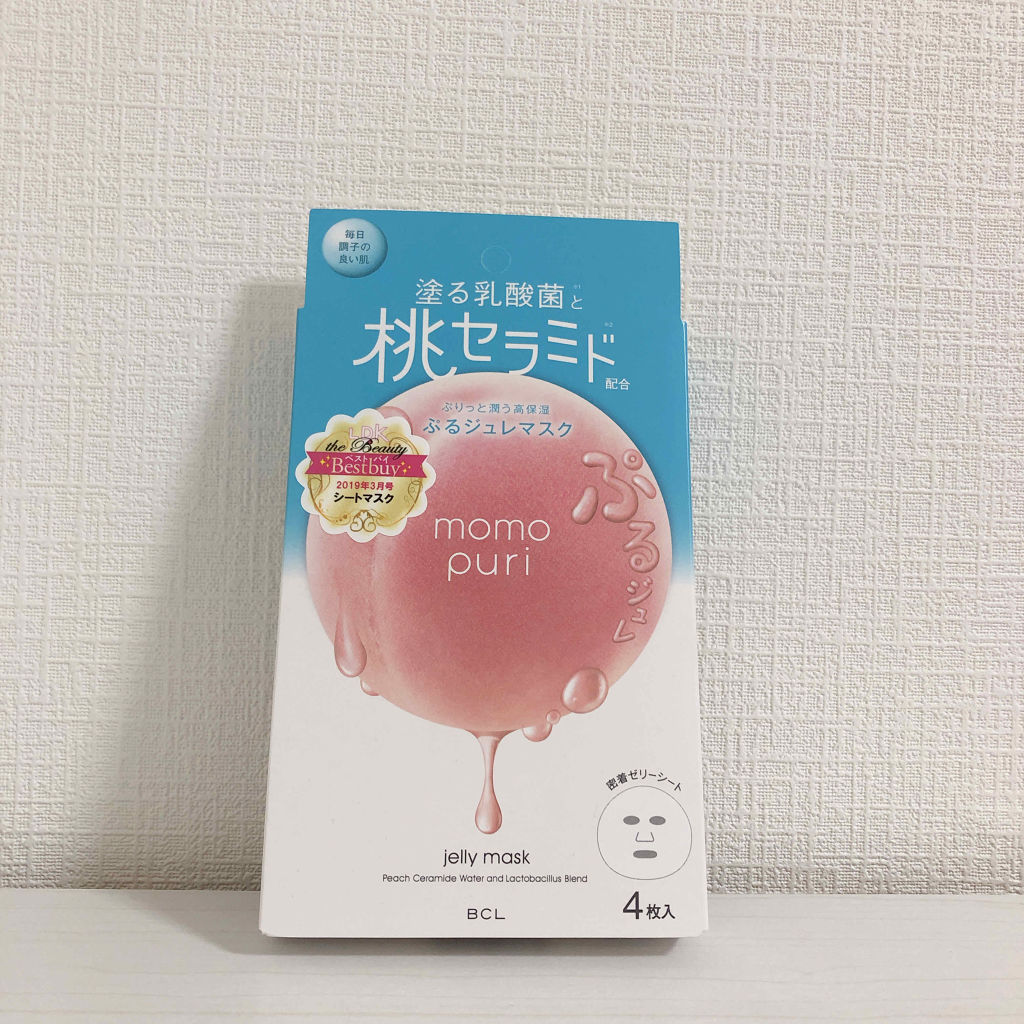 毎日
調子の
良い肌
塗る乳酸菌※1と
桃セラミド※2
配合
ぷりっと潤う高保湿
ぷるジュレマスク
LDK
the Beauty
ベストバイ
Bestbuy
2019年3月号
シートマスク
momo
puri
ぷるジュレ
密着ゼリーシート
jelly mask
Peach Ceramide Water and Lactobacillus Blend
BCL
4枚入